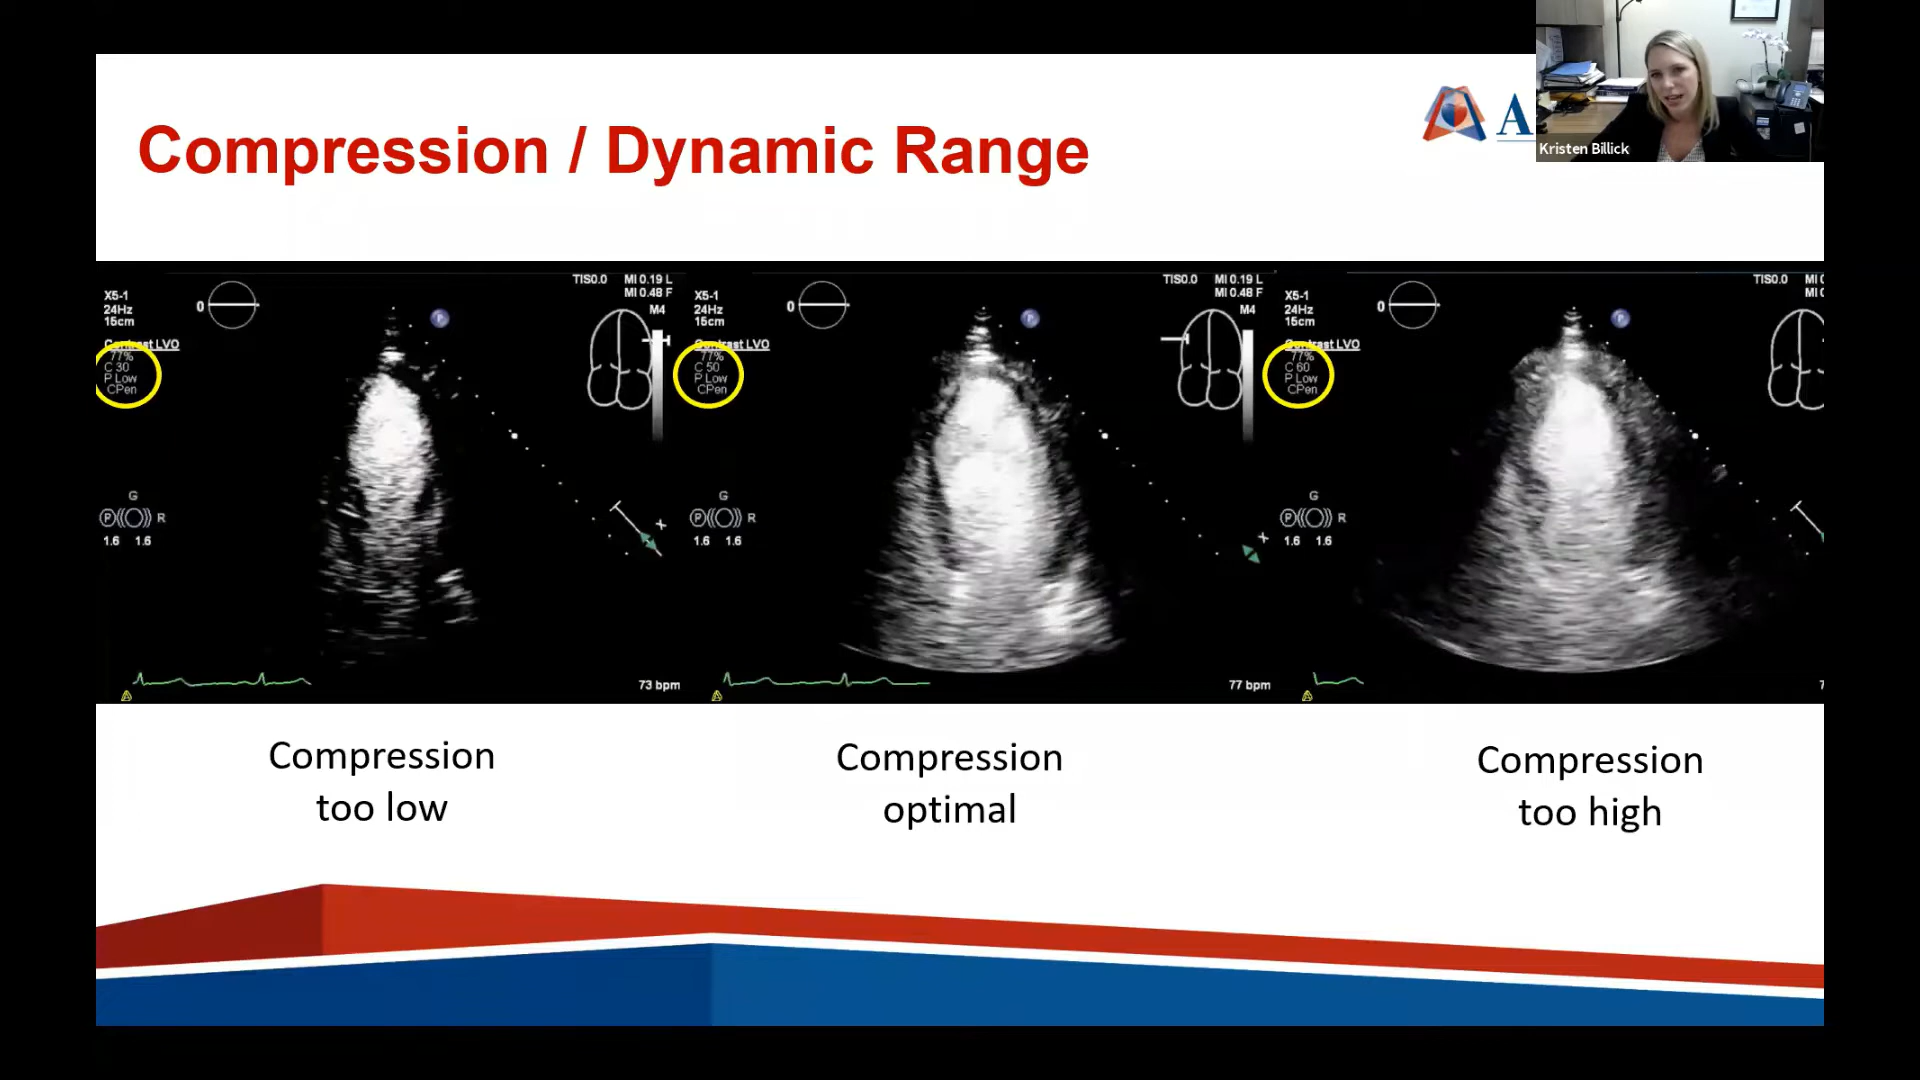 Compression / Dynamic Range
A
Kristen Billick
X5-1
24Hz
15cm
0
TIS0.0 MI 0.19 L
MI 0.48 F
M4
Contrast LVO
77%
C 30
P Low
CPen
G
P R
1.6 1.6
73 bpm
X5-1
24Hz
15cm
0
TIS0.0 MI 0.19 L
MI 0.48 F
M4
Contrast LVO
77%
C 50
P Low
CPen
G
P R
1.6 1.6
77 bpm
X5-1
24Hz
15cm
0
TIS0.0 MI 0
Contrast LVO
77%
C 60
P Low
CPen
G
P R
1.6 1.6
7
Compression
too low
Compression
optimal
Compression
too high